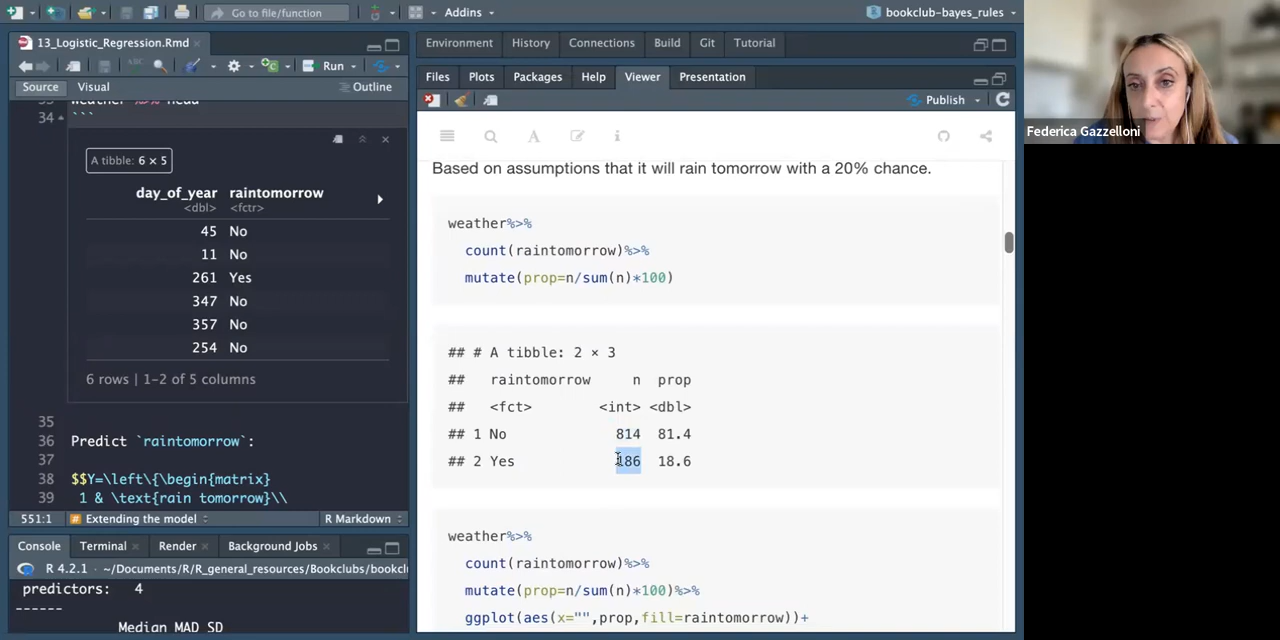 Go to file/function
Addins
bookclub-bayes_rules
13_Logistic_Regression.Rmd
Run
Source
Visual
Outline
weather %>% head
34 ```
A tibble: 6 × 5
day_of_year raintomorrow
<dbl> <fctr>
45 No
11 No
261 Yes
347 No
357 No
254 No
6 rows | 1-2 of 5 columns
35
36 Predict `raintomorrow`:
37
38 $$Y=\left\{\begin{matrix}
39 1 & \text{rain tomorrow}\\
551:1
Extending the model
R Markdown
Console
Terminal
Render
Background Jobs
R 4.2.1 · ~/Documents/R/R_general_resources/Bookclubs/bookcl
predictors: 4
------
Median MAD SD
Environment
History
Connections
Build
Git
Tutorial
Files
Plots
Packages
Help
Viewer
Presentation
Publish
Based on assumptions that it will rain tomorrow with a 20% chance.
weather%>%
count(raintomorrow)%>%
mutate(prop=n/sum(n)*100)
## # A tibble: 2 × 3
## raintomorrow n prop
## <fct> <int> <dbl>
## 1 No 814 81.4
## 2 Yes 186 18.6
weather%>%
count(raintomorrow)%>%
mutate(prop=n/sum(n)*100)%>%
ggplot(aes(x="",prop,fill=raintomorrow))+
Federica Gazzelloni